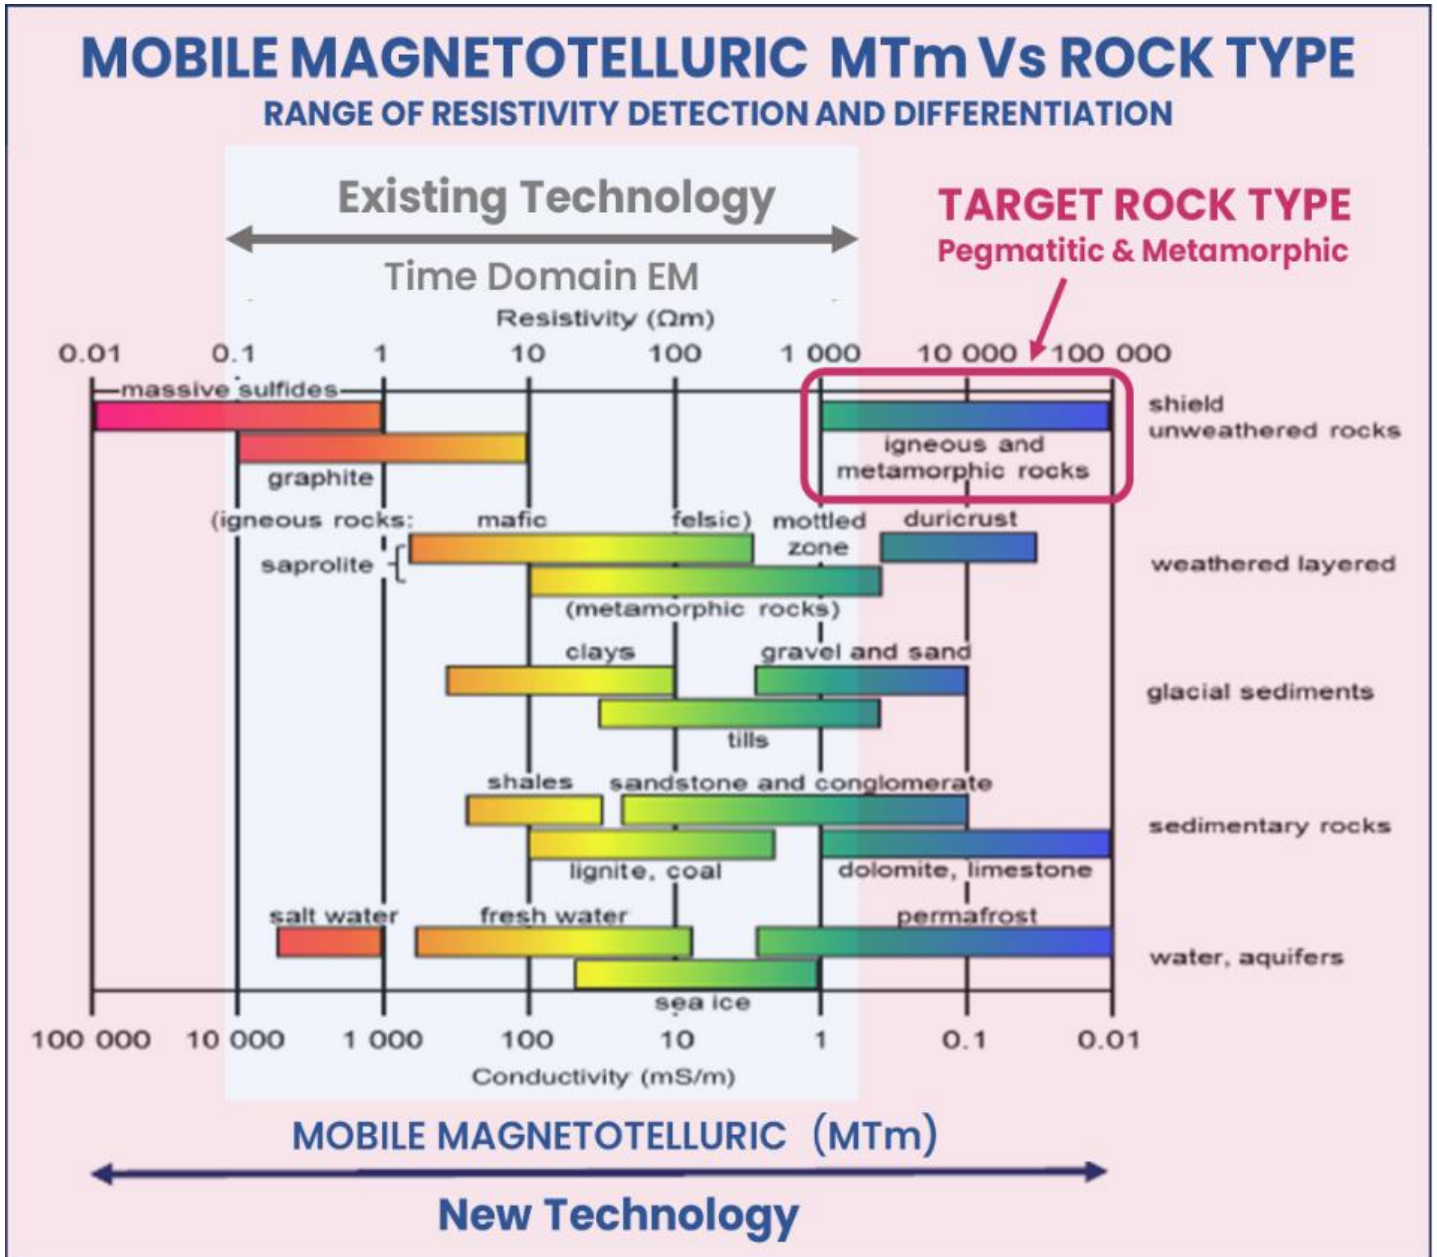 MOBILE MAGNETOTELLURIC MTm Vs ROCK TYPE
RANGE OF RESISTIVITY DETECTION AND DIFFERENTIATION
Existing Technology
Time Domain EM
TARGET ROCK TYPE
Pegmatitic & Metamorphic
Resistivity (Ωm)
0.01 0.1 1 10 100 1 000 10 000 100 000
massive sulfides
shield
unweathered rocks
graphite
igneous and
metamorphic rocks
(igneous rocks: mafic felsic) mottled
zone
duricrust
saprolite
weathered layered
(metamorphic rocks)
clays gravel and sand
glacial sediments
tills
shales sandstone and conglomerate
sedimentary rocks
lignite, coal dolomite, limestone
salt water fresh water permafrost
water, aquifers
sea ice
100 000 10 000 1 000 100 10 1 0.1 0.01
Conductivity (mS/m)
MOBILE MAGNETOTELLURIC (MTm)
New Technology